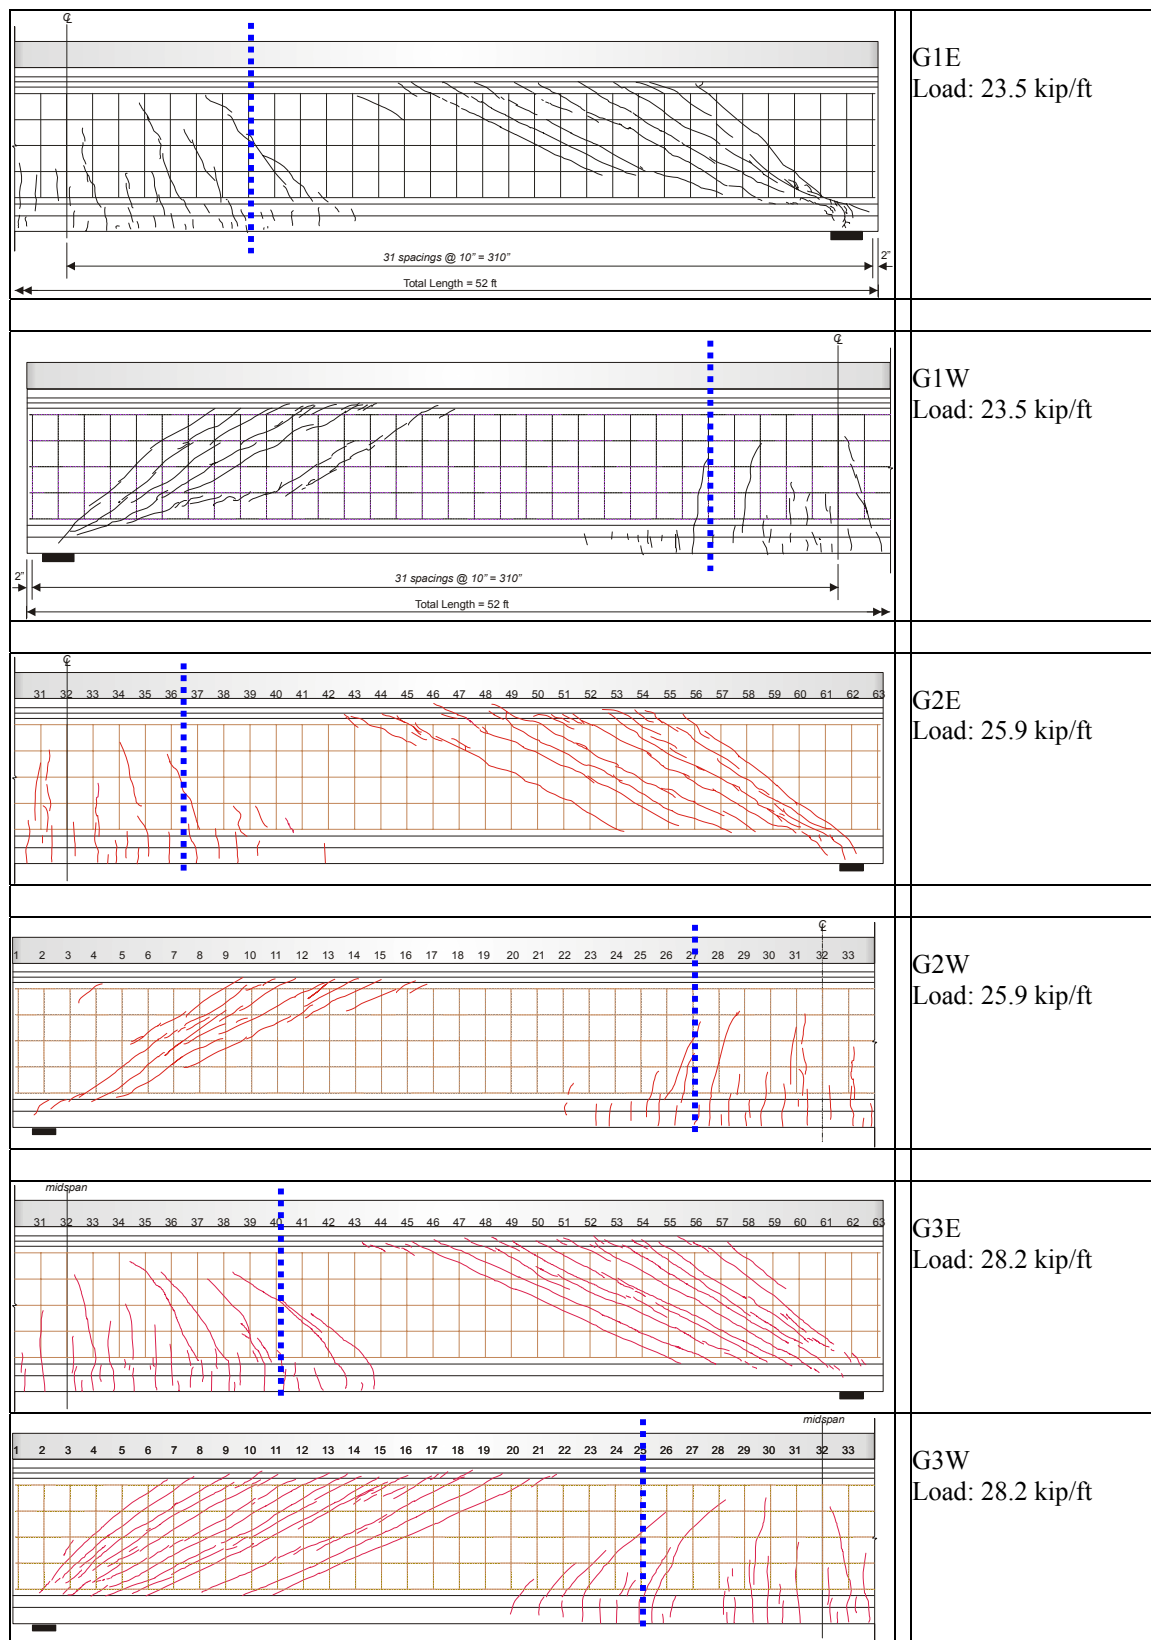 ℄
G1E
Load: 23.5 kip/ft
31 spacings @ 10" = 310"
2"
Total Length = 52 ft
℄
G1W
Load: 23.5 kip/ft
2"
31 spacings @ 10" = 310"
Total Length = 52 ft
℄
31 32 33 34 35 36 37 38 39 40 41 42 43 44 45 46 47 48 49 50 51 52 53 54 55 56 57 58 59 60 61 62 63
G2E
Load: 25.9 kip/ft
℄
1 2 3 4 5 6 7 8 9 10 11 12 13 14 15 16 17 18 19 20 21 22 23 24 25 26 27 28 29 30 31 32 33
G2W
Load: 25.9 kip/ft
midspan
31 32 33 34 35 36 37 38 39 40 41 42 43 44 45 46 47 48 49 50 51 52 53 54 55 56 57 58 59 60 61 62 63
G3E
Load: 28.2 kip/ft
midspan
1 2 3 4 5 6 7 8 9 10 11 12 13 14 15 16 17 18 19 20 21 22 23 24 25 26 27 28 29 30 31 32 33
G3W
Load: 28.2 kip/ft